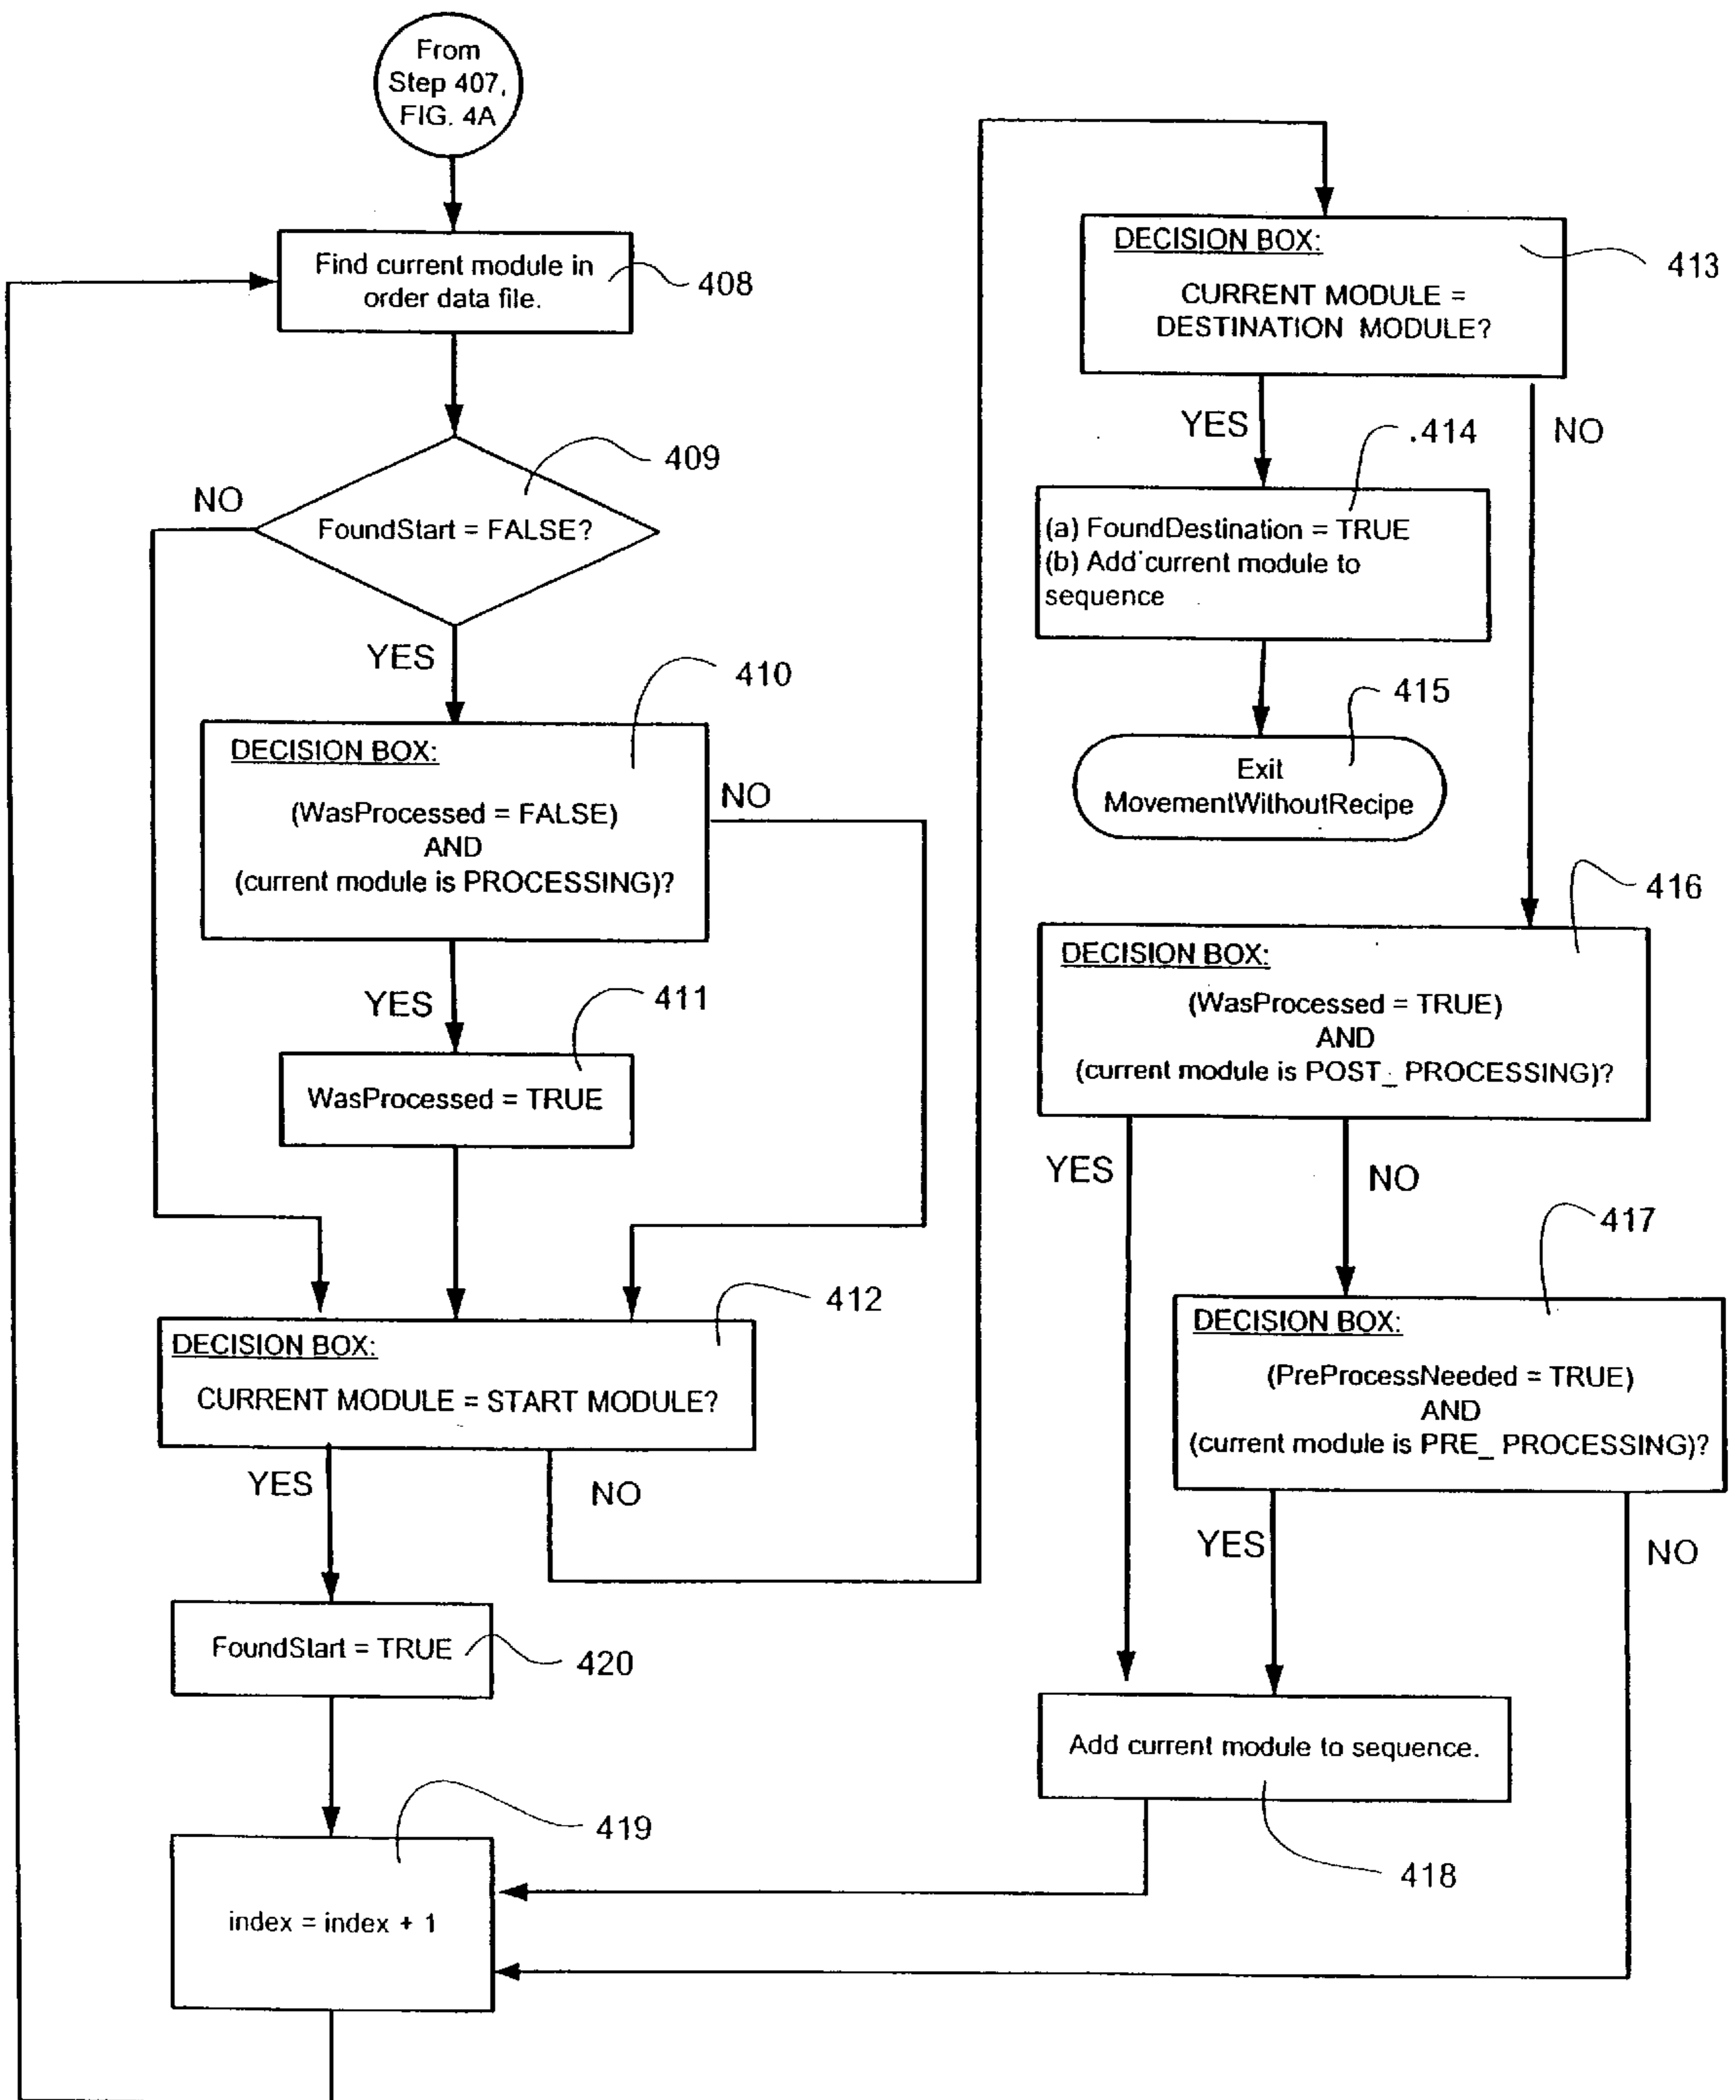 From
Step 407,
FIG. 4A
Find current module in
order data file.
408
409
NO
FoundStart = FALSE?
YES
410
DECISION BOX:
(WasProcessed = FALSE)
AND
(current module is PROCESSING)?
NO
YES
411
WasProcessed = TRUE
412
DECISION BOX:
CURRENT MODULE = START MODULE?
YES
NO
FoundStart = TRUE
420
419
index = index + 1
DECISION BOX:
CURRENT MODULE =
DESTINATION MODULE?
413
YES
NO
.414
(a) FoundDestination = TRUE
(b) Add current module to
sequence
415
Exit
MovementWithoutRecipe
416
DECISION BOX:
(WasProcessed = TRUE)
AND
(current module is POST_ PROCESSING)?
YES
NO
417
DECISION BOX:
(PreProcessNeeded = TRUE)
AND
(current module is PRE_ PROCESSING)?
YES
NO
Add current module to sequence.
418